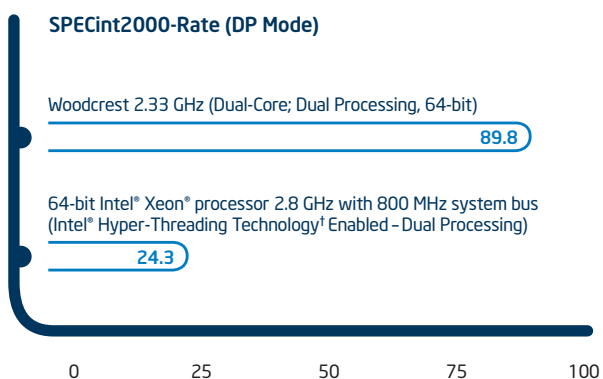 SPECint2000-Rate (DP Mode)
Woodcrest 2.33 GHz (Dual-Core; Dual Processing, 64-bit)
89.8
64-bit Intel® Xeon® processor 2.8 GHz with 800 MHz system bus
(Intel® Hyper-Threading Technology† Enabled – Dual Processing)
24.3
0 25 50 75 100